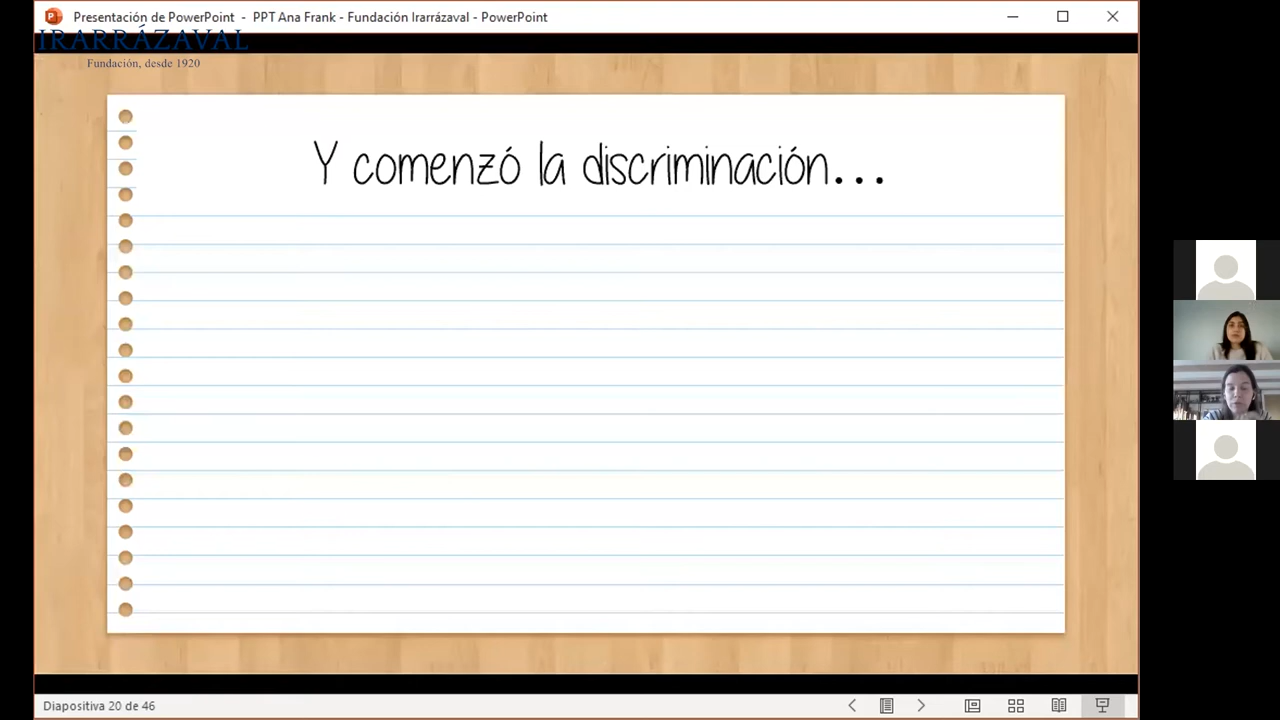 Presentación de PowerPoint - PPT Ana Frank - Fundación Irarrázaval - PowerPoint
IRARRÁZAVAL
Fundación, desde 1920
Y comenzó la discriminación...
Diapositiva 20 de 46